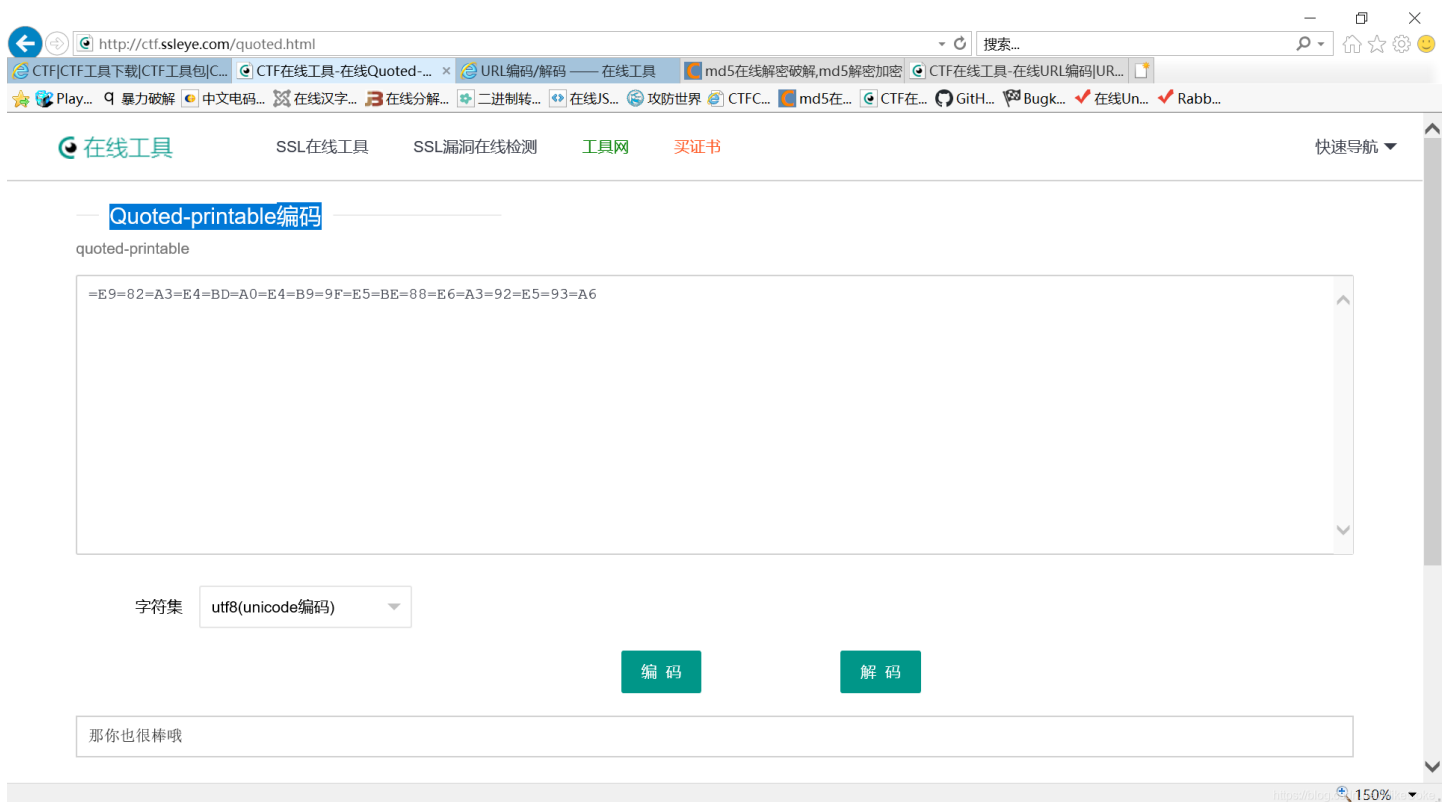 http://ctf.ssleye.com/quoted.html
搜索...
CTF|CTF工具下载|CTF工具包|C... CTF在线工具-在线Quoted-... × URL编码/解码 —— 在线工具 md5在线解密破解,md5解密加密 CTF在线工具-在线URL编码|UR...
Play... 暴力破解 中文电码... 在线汉字... 在线分解... 二进制转... 在线JS... 攻防世界 CTFC... md5在... CTF在... GitH... Bugk... 在线Un... Rabb...
在线工具 SSL在线工具 SSL漏洞在线检测 工具网 买证书 快速导航
Quoted-printable编码
quoted-printable
=E9=82=A3=E4=BD=A0=E4=B9=9F=E5=BE=88=E6=A3=92=E5=93=A6
字符集 utf8(unicode编码)
编 码 解 码
那你也很棒哦
150%